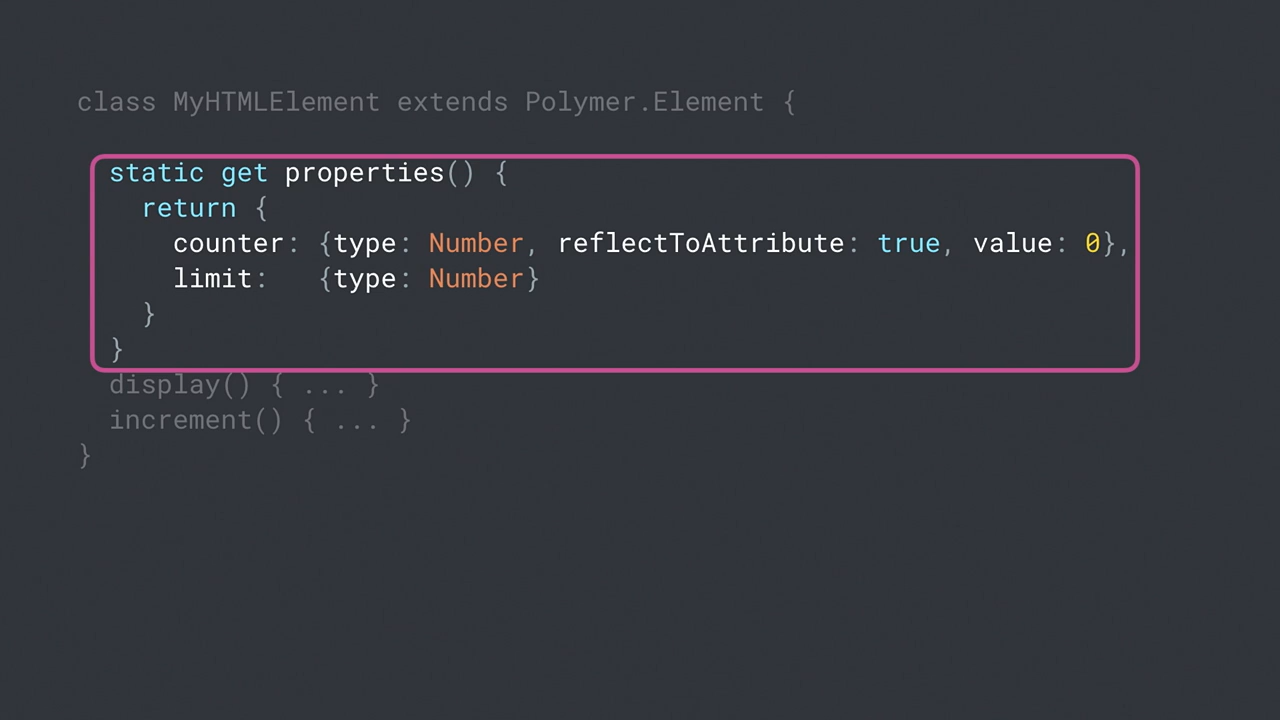 class MyHTMLElement extends Polymer.Element {
static get properties() {
return {
counter: {type: Number, reflectToAttribute: true, value: 0},
limit:   {type: Number}
}
}
display() { ... }
increment() { ... }
}